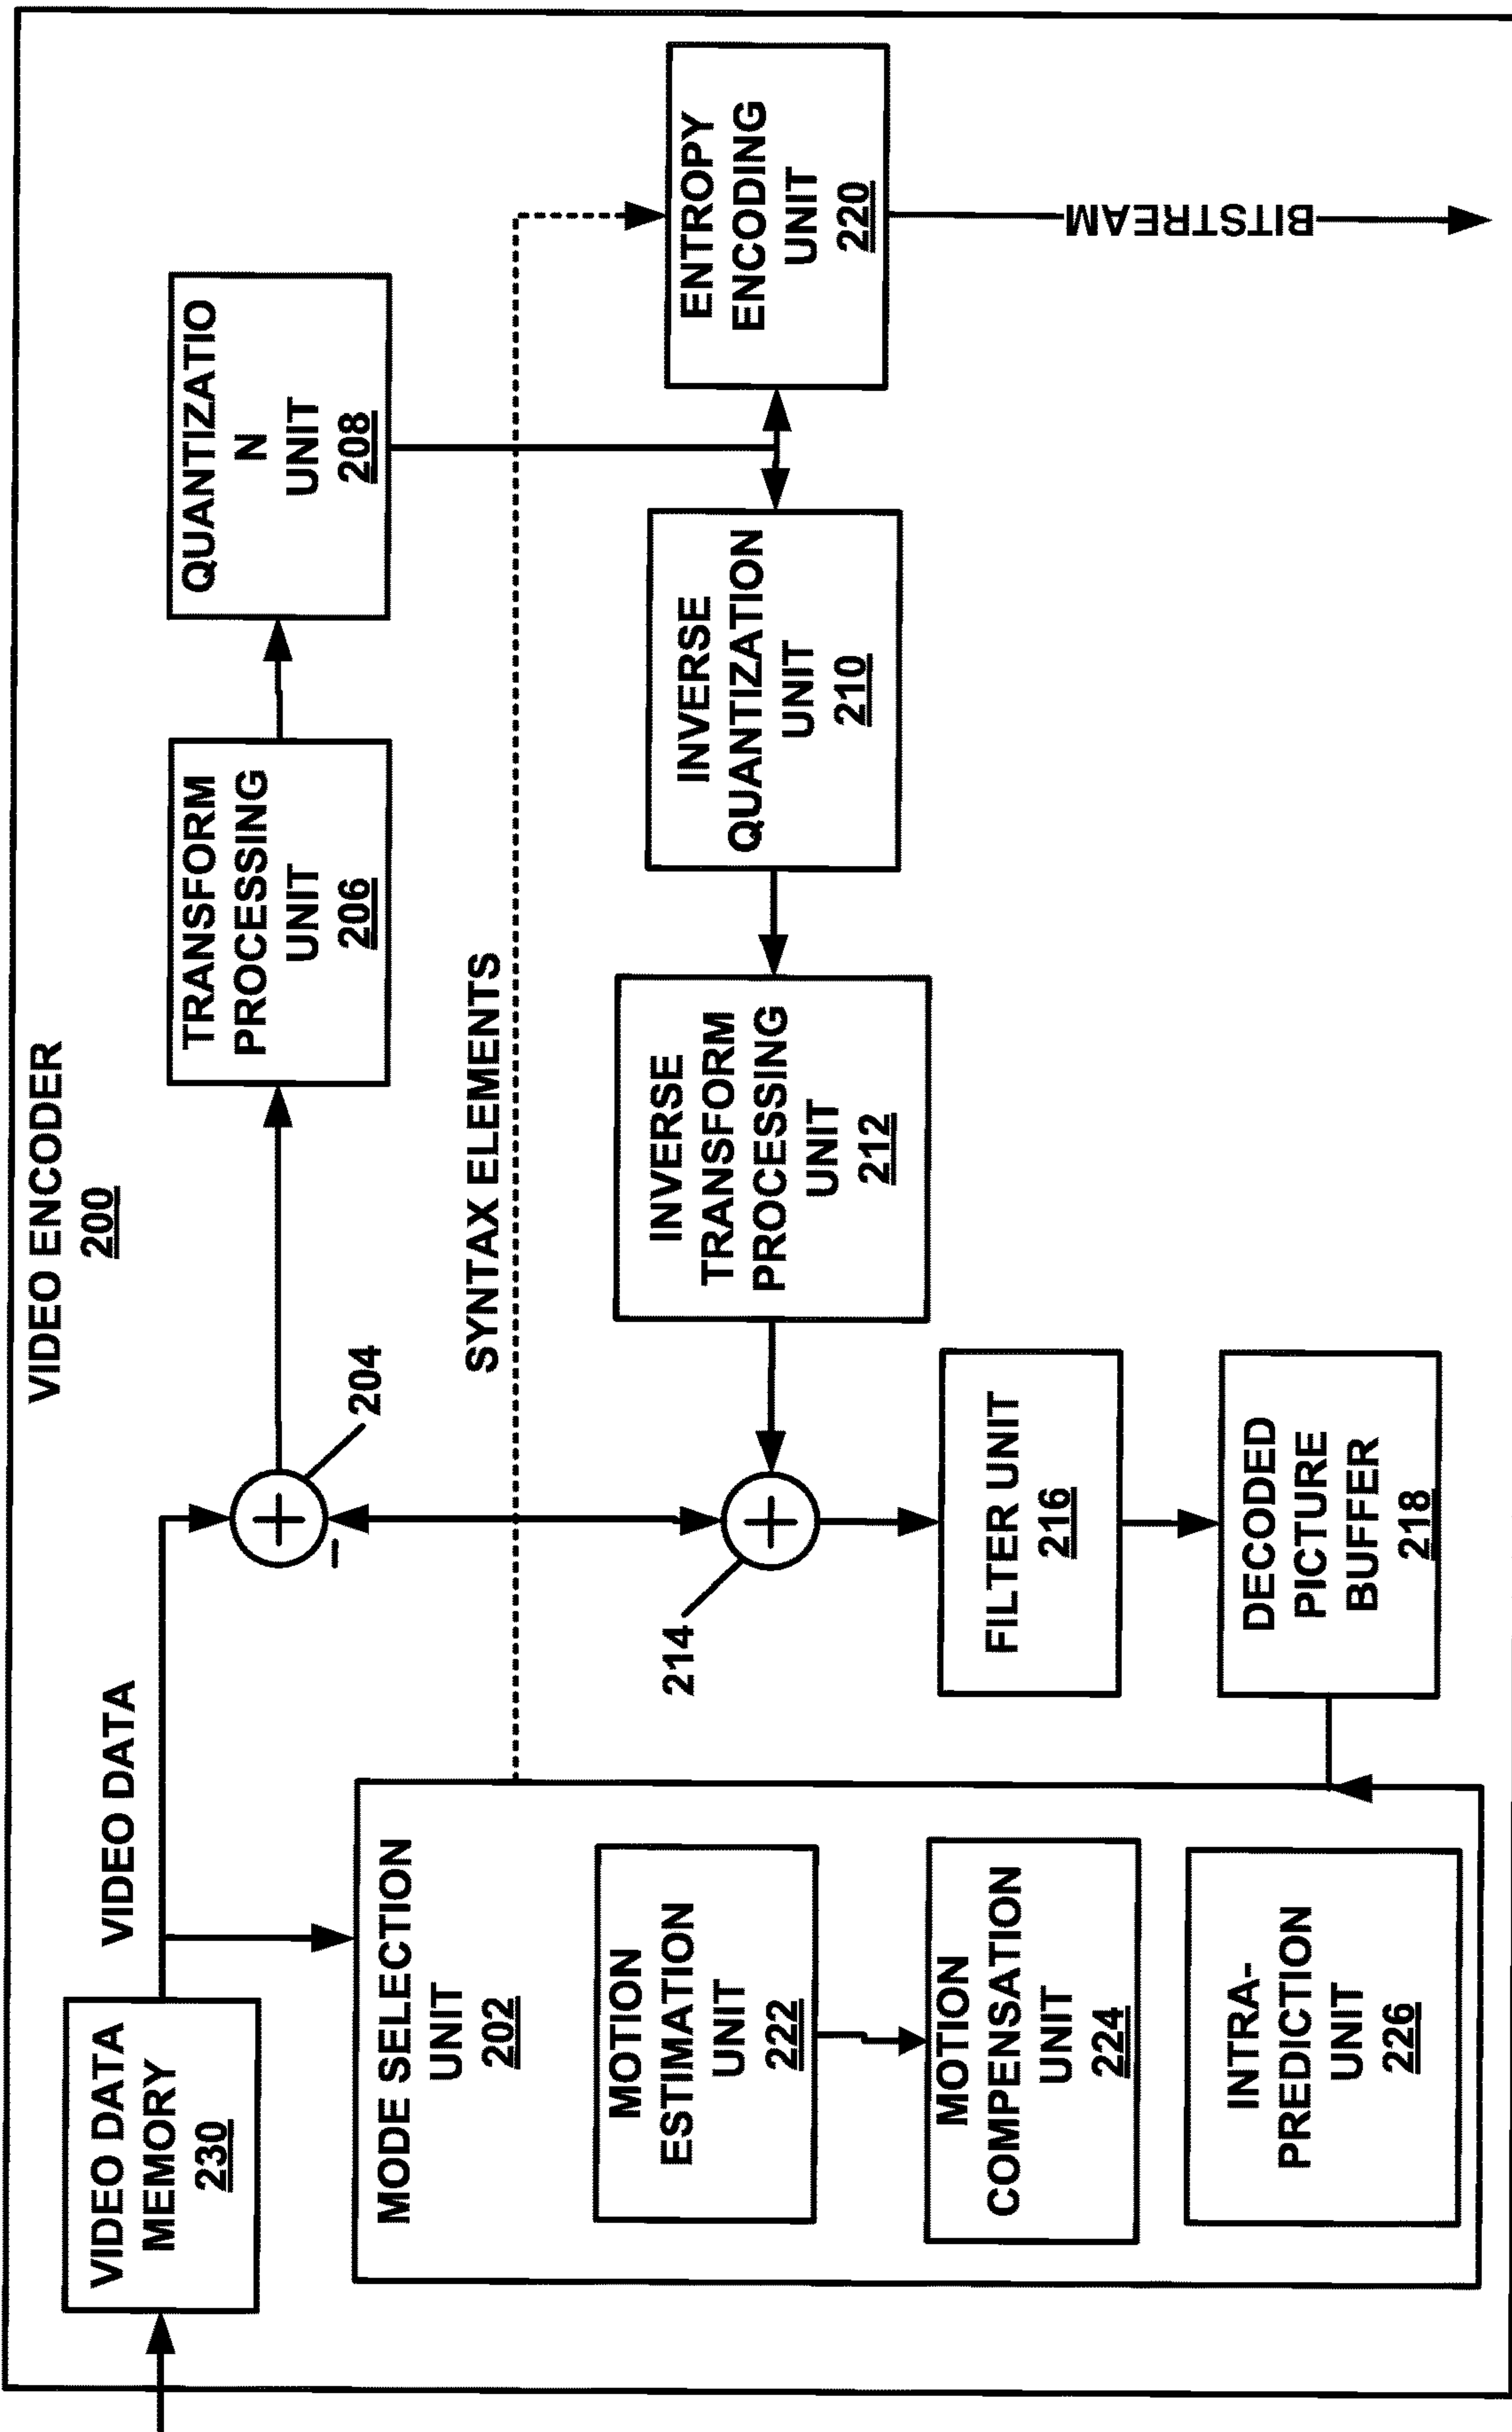 VIDEO ENCODER
200
VIDEO DATA
MEMORY
230
VIDEO DATA
204
-
TRANSFORM
PROCESSING
UNIT
206
QUANTIZATIO
N
UNIT
208
MODE SELECTION
UNIT
202
SYNTAX ELEMENTS
MOTION
ESTIMATION
UNIT
222
MOTION
COMPENSATION
UNIT
224
INTRA-
PREDICTION
UNIT
226
214
INVERSE
TRANSFORM
PROCESSING
UNIT
212
INVERSE
QUANTIZATION
UNIT
210
ENTROPY
ENCODING
UNIT
220
FILTER UNIT
216
DECODED
PICTURE
BUFFER
218
BITSTREAM